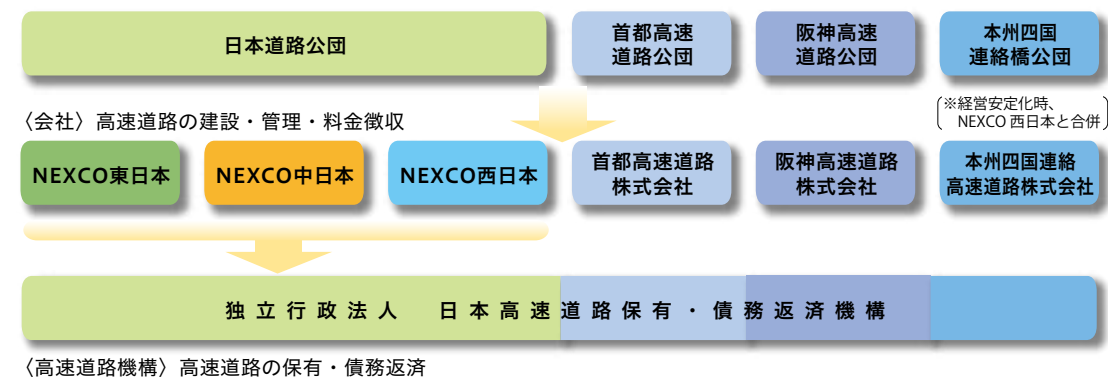 日本道路公団
首都高速
道路公団
阪神高速
道路公団
本州四国
連絡橋公団
〈会社〉高速道路の建設・管理・料金徴収
※経営安定化時、
NEXCO 西日本と合併
NEXCO東日本
NEXCO中日本
NEXCO西日本
首都高速道路
株式会社
阪神高速道路
株式会社
本州四国連絡
高速道路株式会社
独立行政法人 日本高速道路保有・債務返済機構
〈高速道路機構〉高速道路の保有・債務返済